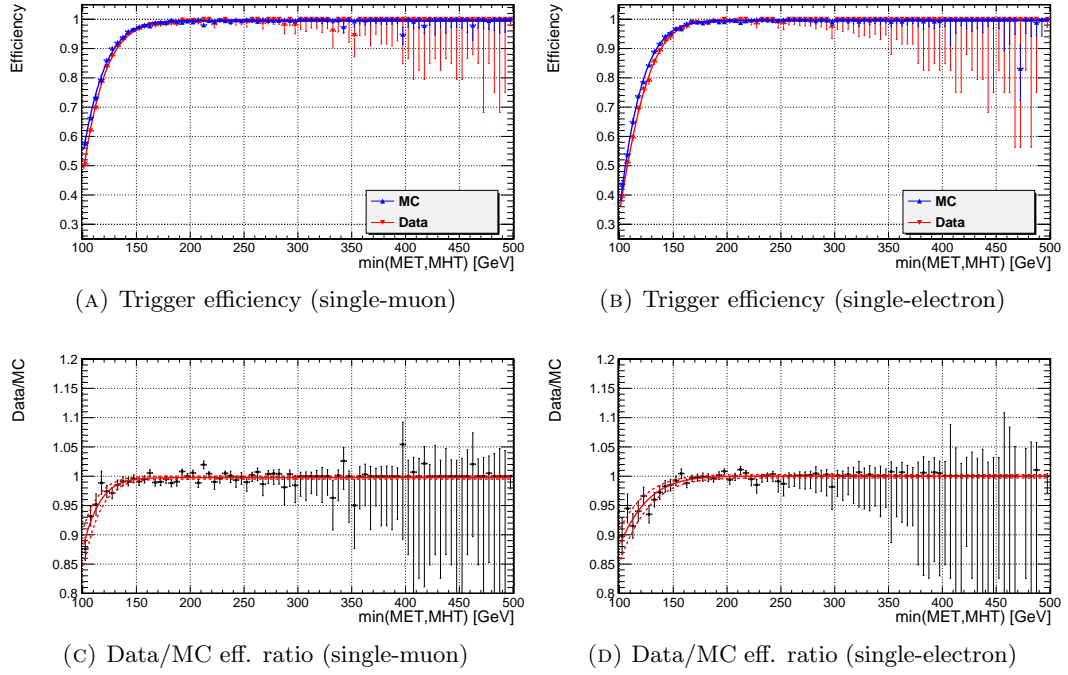 Efficiency
1
0.9
0.8
0.7
0.6
0.5
0.4
0.3
MC
Data
100 150 200 250 300 350 400 450 500
min(MET,MHT) [GeV]
(A) Trigger efficiency (single-muon)
Efficiency
1
0.9
0.8
0.7
0.6
0.5
0.4
0.3
MC
Data
100 150 200 250 300 350 400 450 500
min(MET,MHT) [GeV]
(B) Trigger efficiency (single-electron)
Data/MC
1.2
1.15
1.1
1.05
1
0.95
0.9
0.85
0.8
100 150 200 250 300 350 400 450 500
min(MET,MHT) [GeV]
(C) Data/MC eff. ratio (single-muon)
Data/MC
1.2
1.15
1.1
1.05
1
0.95
0.9
0.85
0.8
100 150 200 250 300 350 400 450 500
min(MET,MHT) [GeV]
(D) Data/MC eff. ratio (single-electron)